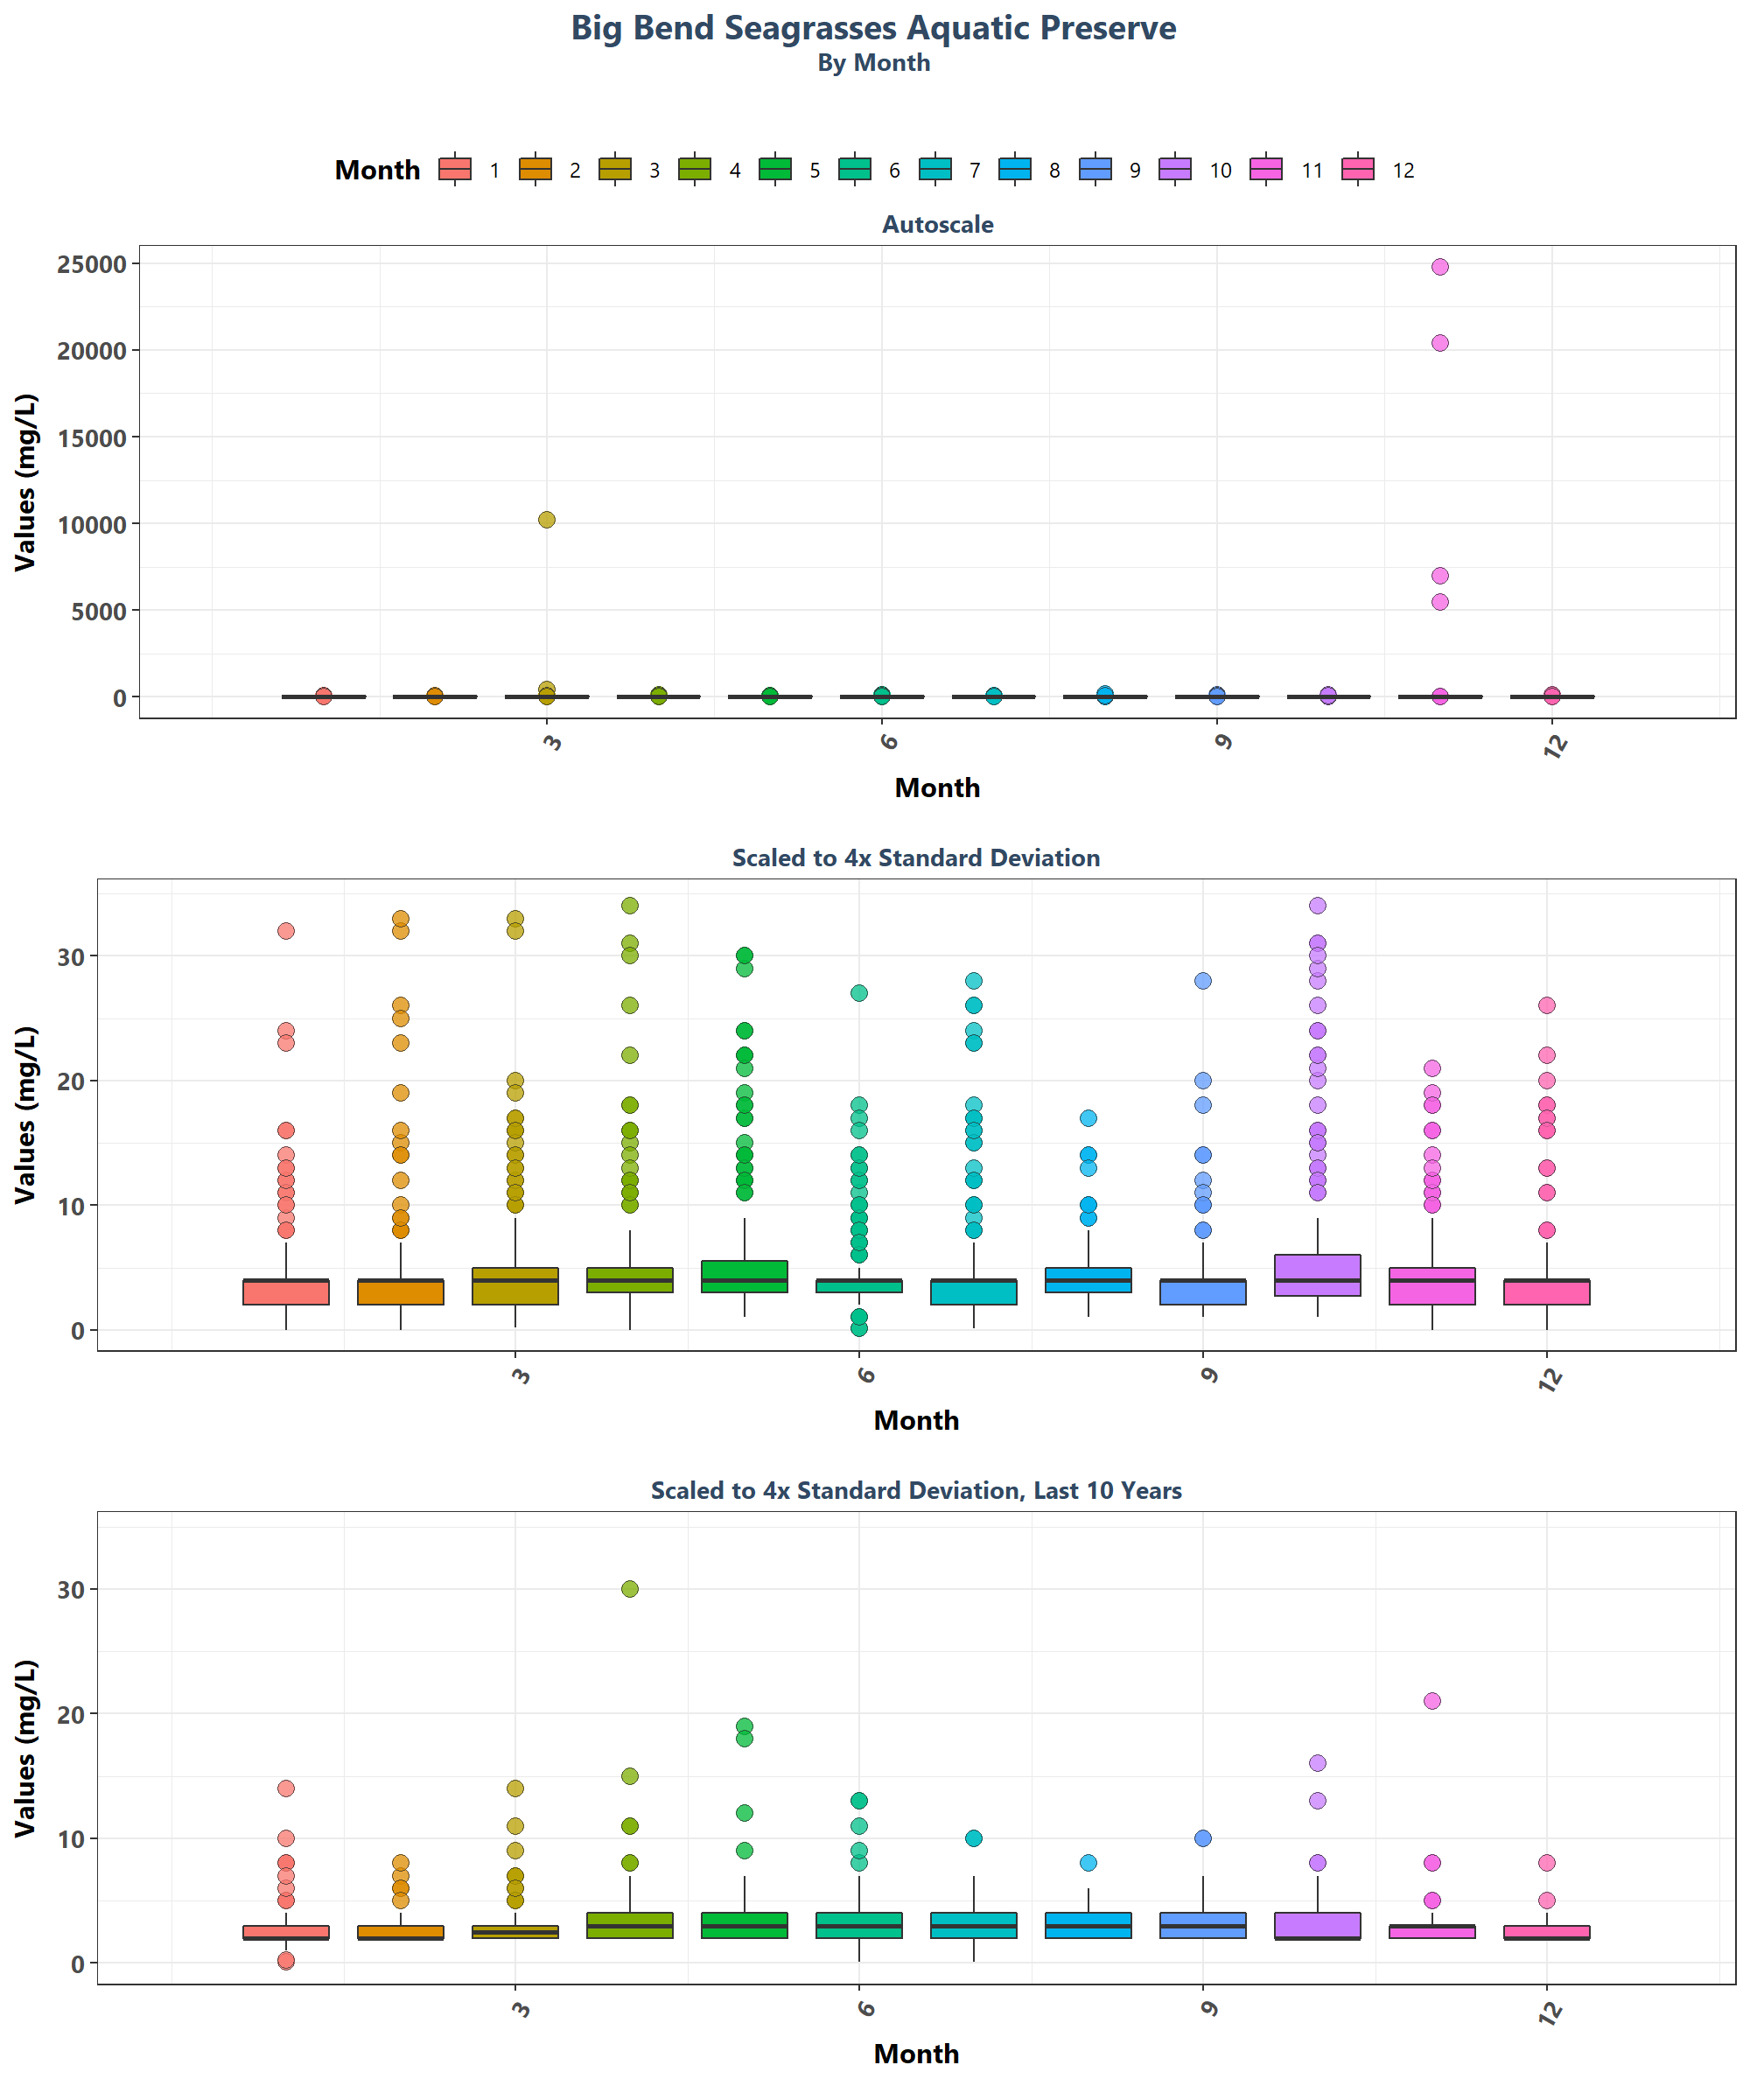 Big Bend Seagrasses Aquatic Preserve
By Month
Month 1 2 3 4 5 6 7 8 9 10 11 12
Autoscale
Values (mg/L)
25000
20000
15000
10000
5000
0
3 6 9 12
Month
Scaled to 4x Standard Deviation
Values (mg/L)
30
20
10
0
3 6 9 12
Month
Scaled to 4x Standard Deviation, Last 10 Years
Values (mg/L)
30
20
10
0
3 6 9 12
Month